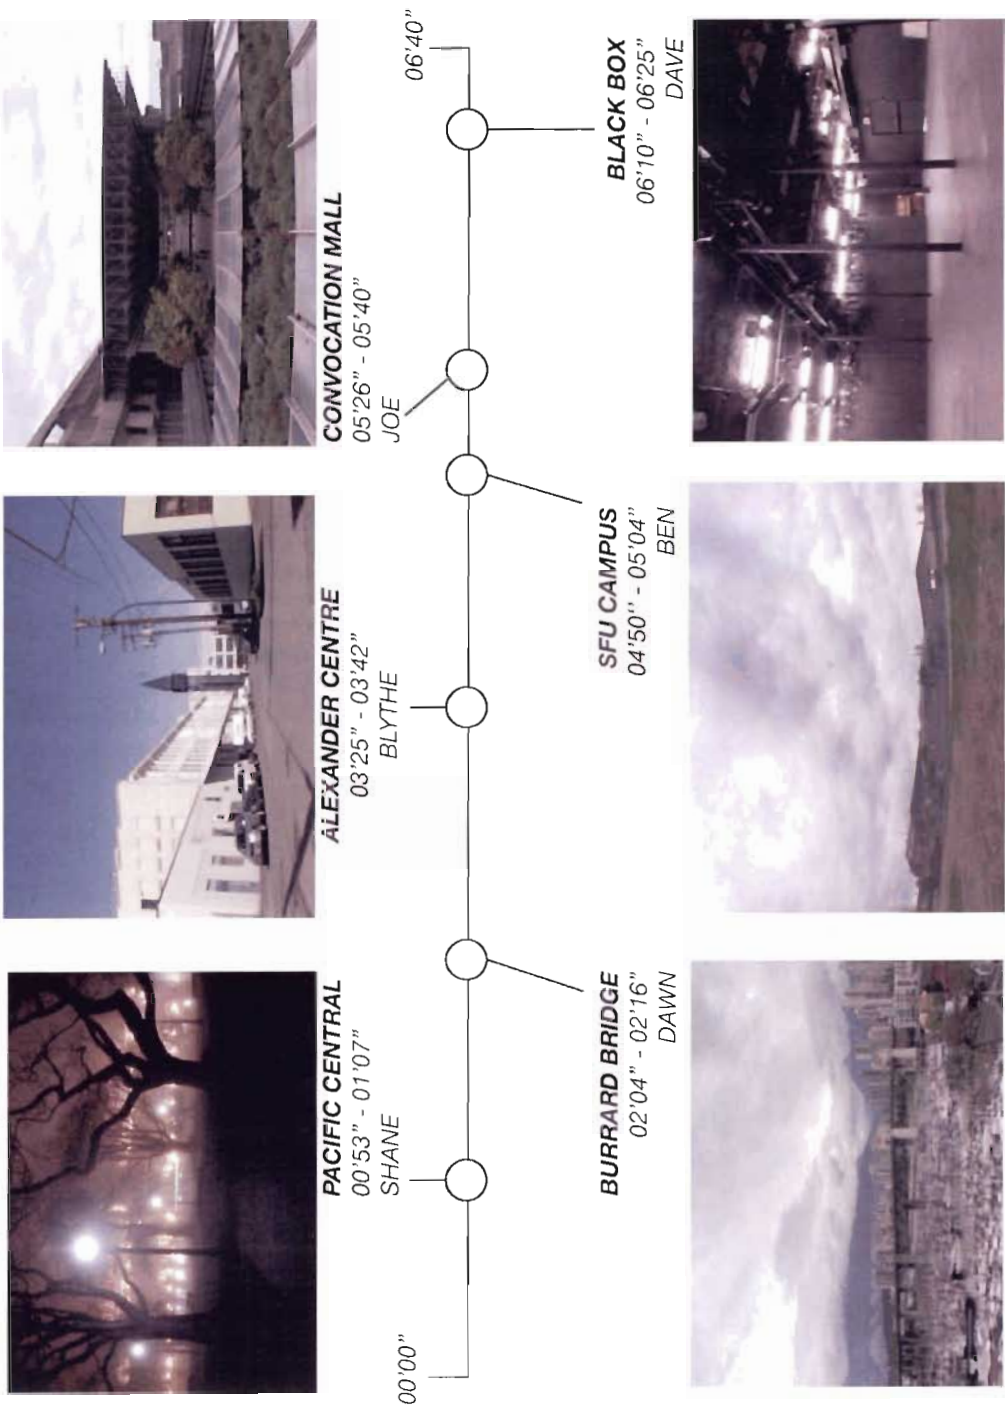 PACIFIC CENTRAL
00'53" - 01'07"
SHANE
ALEXANDER CENTRE
03'25" - 03'42"
BLYTHE
CONVOCATION MALL
05'26" - 05'40"
JOE
00'00"
06'40"
BURRARD BRIDGE
02'04" - 02'16"
DAWN
SFU CAMPUS
04'50'' - 05'04"
BEN
BLACK BOX
06'10" - 06'25"
DAVE